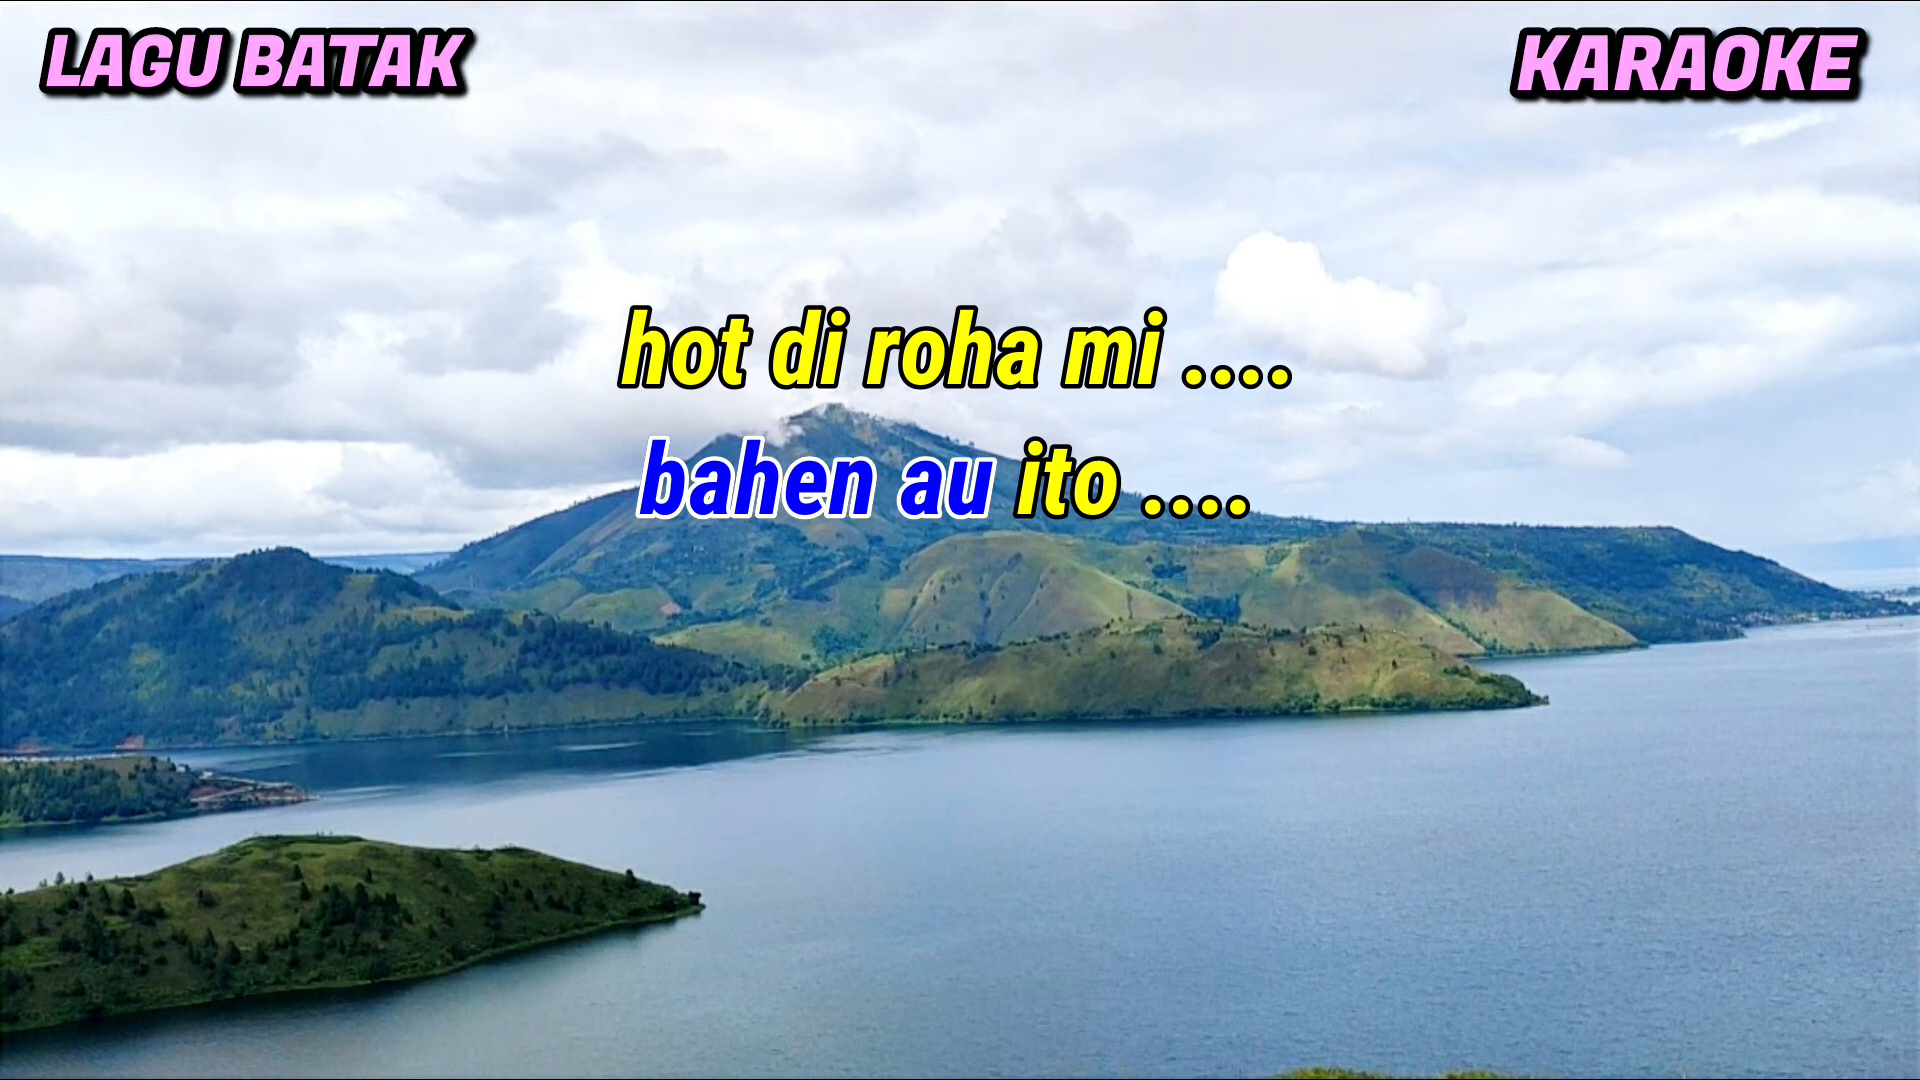 LAGU BATAK
KARAOKE
hot di roha mi ....
bahen au ito ....